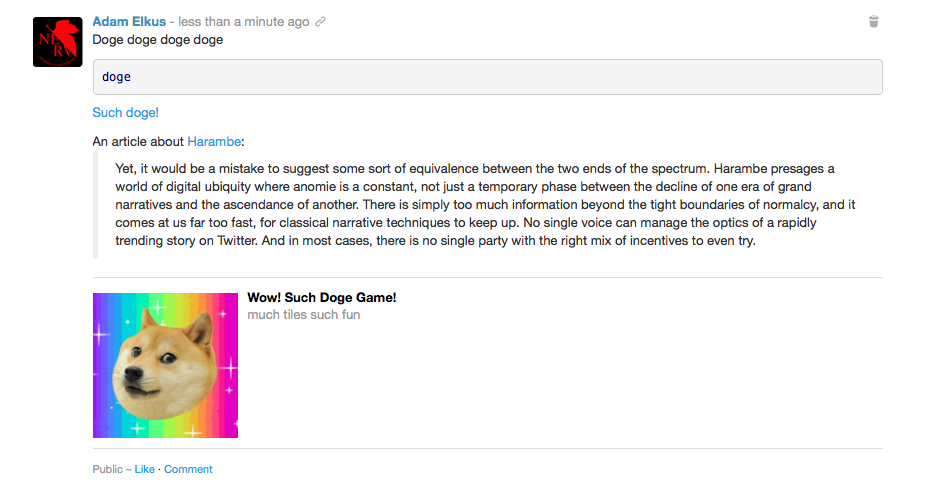 NERV
Adam Elkus - less than a minute ago
Doge doge doge doge
doge
Such doge!
An article about Harambe:
Yet, it would be a mistake to suggest some sort of equivalence between the two ends of the spectrum. Harambe presages a
world of digital ubiquity where anomie is a constant, not just a temporary phase between the decline of one era of grand
narratives and the ascendance of another. There is simply too much information beyond the tight boundaries of normalcy, and it
comes at us far too fast, for classical narrative techniques to keep up. No single voice can manage the optics of a rapidly
trending story on Twitter. And in most cases, there is no single party with the right mix of incentives to even try.
Wow! Such Doge Game!
much tiles such fun
Public – Like · Comment